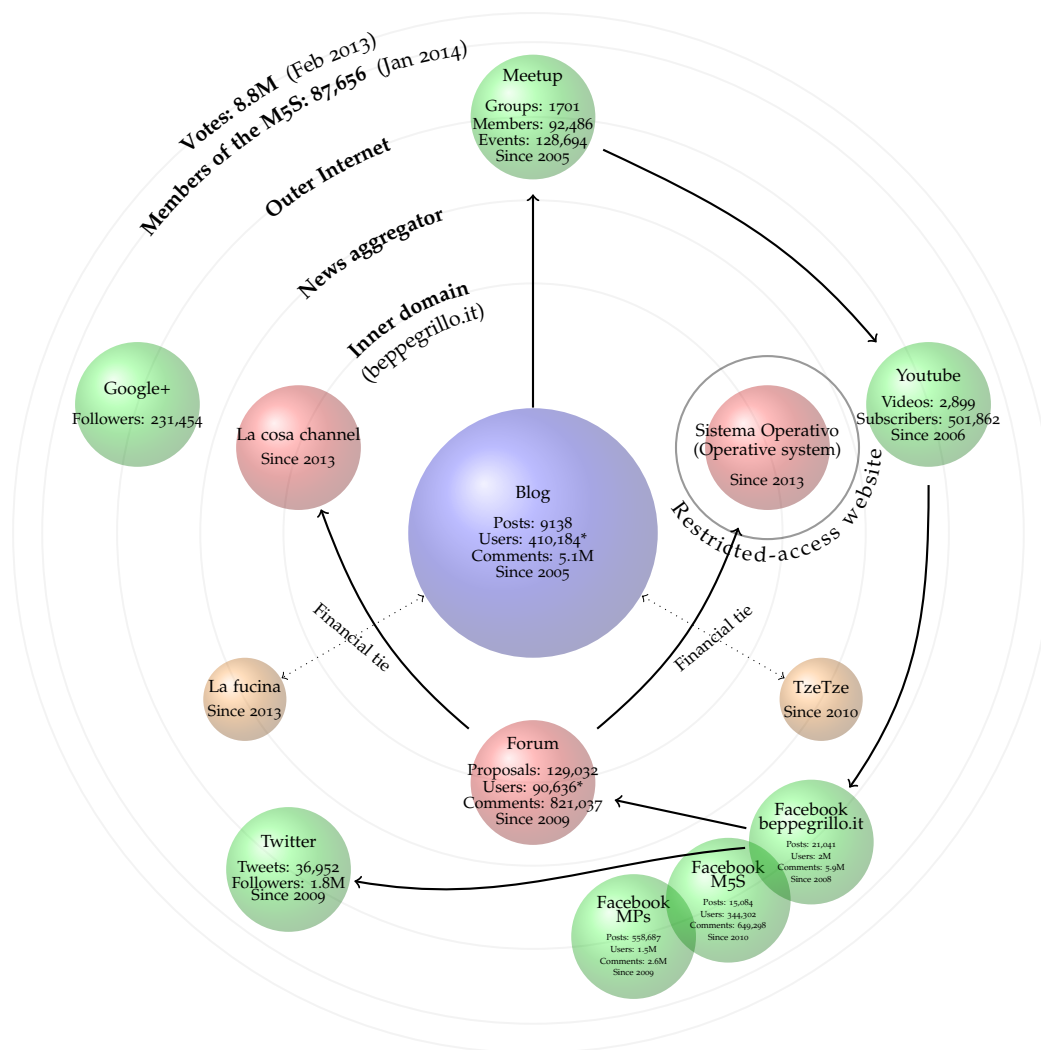 Votes: 8.8M (Feb 2013)
Members of the M5S: 87,656 (Jan 2014)
Outer Internet
News aggregator
Inner domain
(beppegrillo.it)
Meetup
Groups: 1701
Members: 92,486
Events: 128,694
Since 2005
Google+
Followers: 231,454
La cosa channel
Since 2013
Sistema Operativo
(Operative system)
Since 2013
Restricted-access website
Youtube
Videos: 2,899
Subscribers: 501,862
Since 2006
Blog
Posts: 9138
Users: 410,184*
Comments: 5.1M
Since 2005
Financial tie
Financial tie
La fucina
Since 2013
TzeTze
Since 2010
Forum
Proposals: 129,032
Users: 90,636*
Comments: 821,037
Since 2009
Twitter
Tweets: 36,952
Followers: 1.8M
Since 2009
Facebook
beppegrillo.it
Posts: 21,041
Users: 2M
Comments: 5.9M
Since 2008
Facebook
M5S
Posts: 15,084
Users: 344,302
Comments: 649,298
Since 2010
Facebook
MPs
Posts: 558,687
Users: 1.5M
Comments: 2.6M
Since 2009